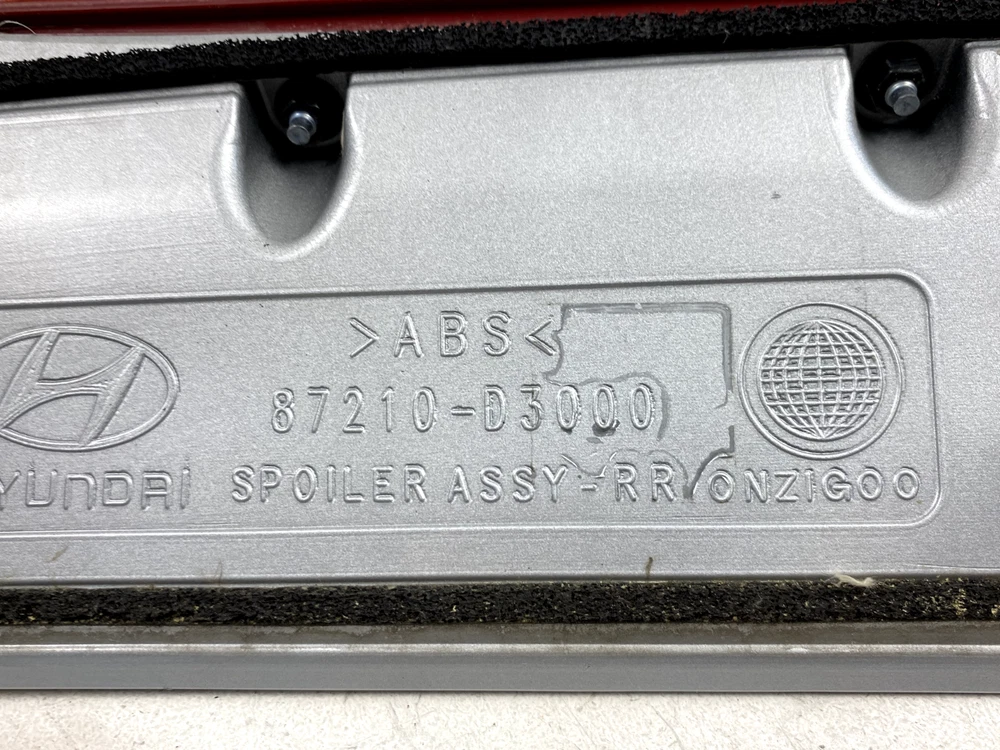 >ABS<
87210-D3000
HYUNDAI
SPOILER ASSY-RR
ONZIGOO